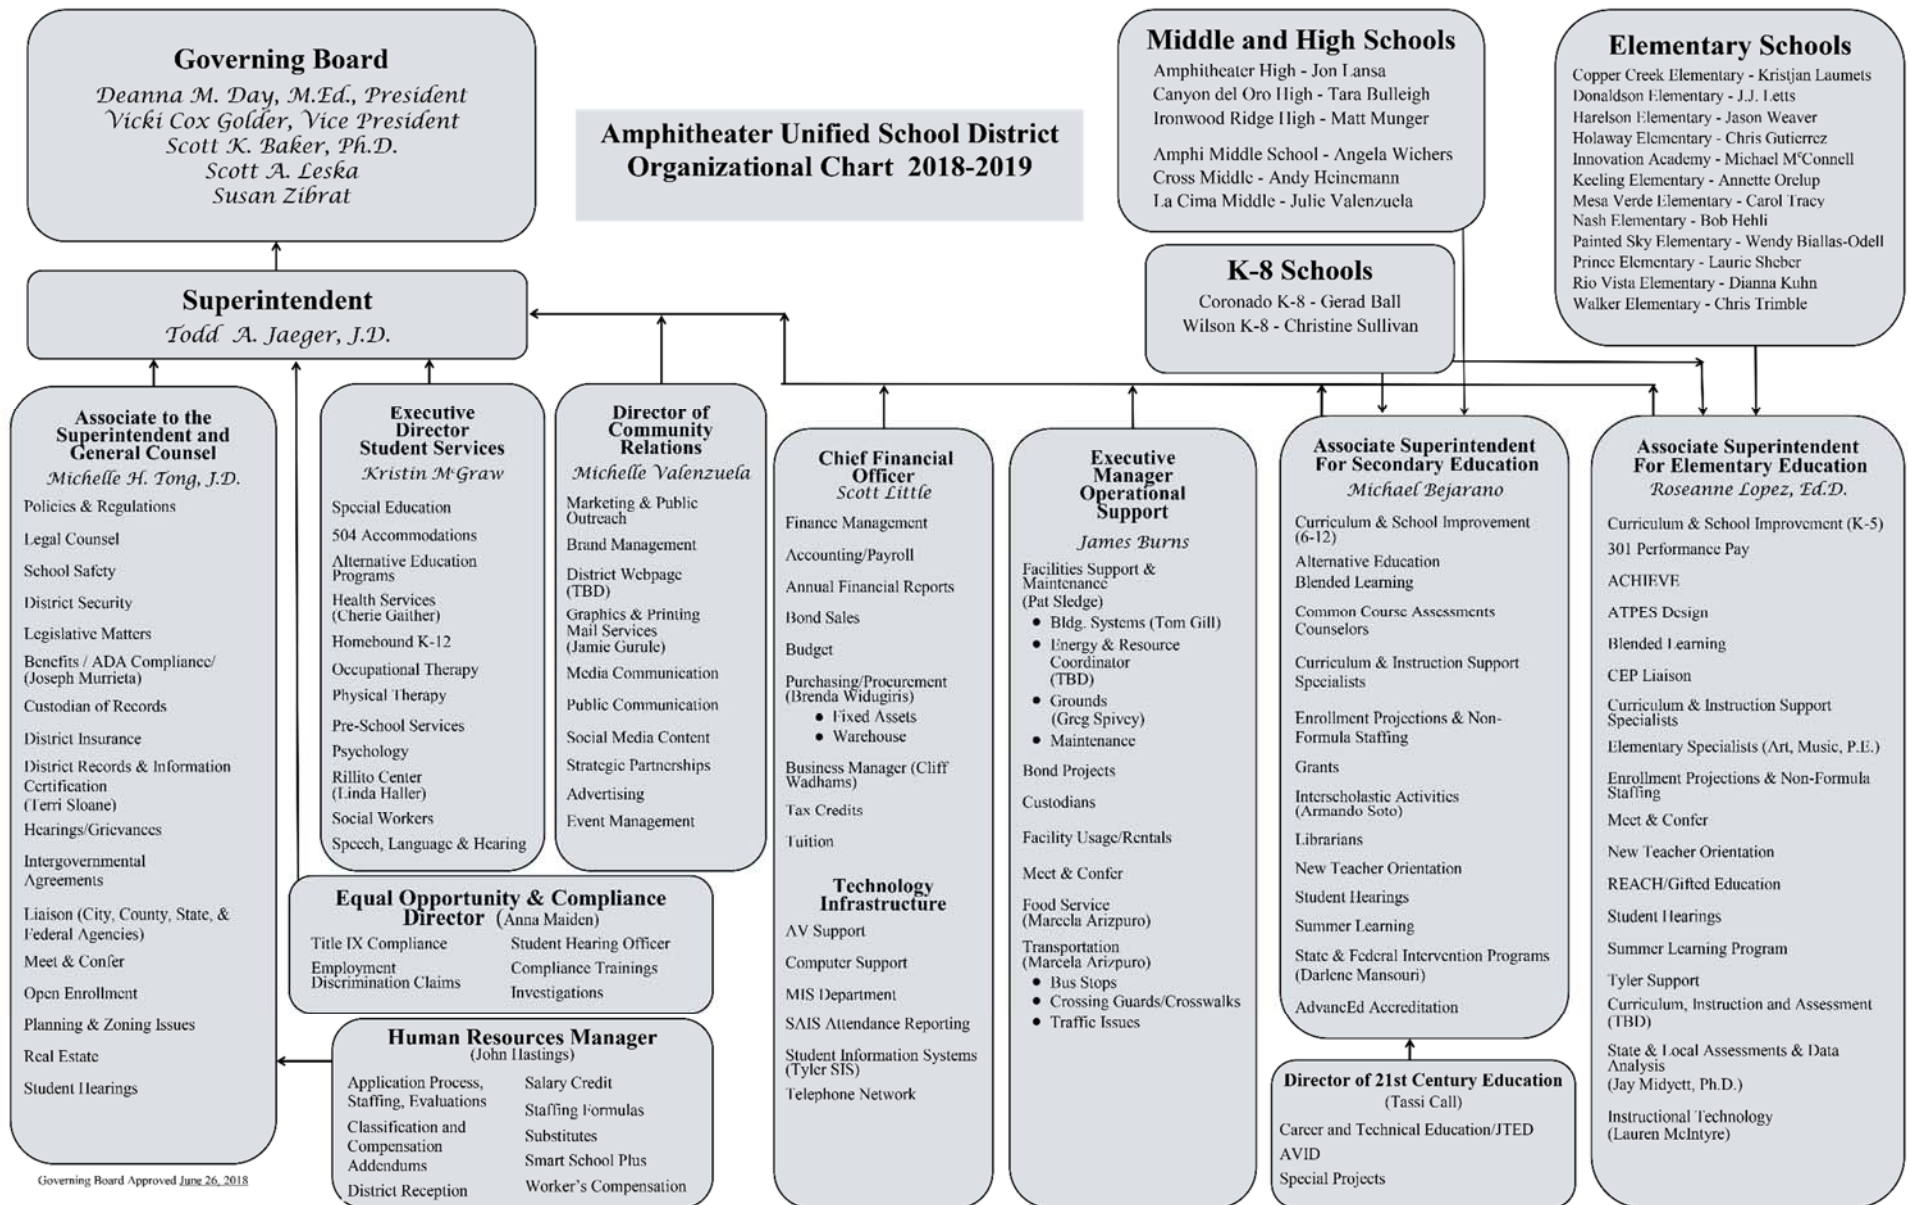 Governing Board
Deanna M. Day, M.Ed., President
Vicki Cox Golder, Vice President
Scott K. Baker, Ph.D.
Scott A. Leska
Susan Zibrat
Amphitheater Unified School District
Organizational Chart 2018-2019
Middle and High Schools
Amphitheater High - Jon Lansa
Canyon del Oro High - Tara Bulleigh
Ironwood Ridge High - Matt Munger
Amphi Middle School - Angela Wichers
Cross Middle - Andy Heinemann
La Cima Middle - Julie Valenzuela
Elementary Schools
Copper Creek Elementary - Kristjan Laumets
Donaldson Elementary - J.J. Letts
Harelson Elementary - Jason Weaver
Holaway Elementary - Chris Gutierrez
Innovation Academy - Michael McConnell
Keeling Elementary - Annette Orelup
Mesa Verde Elementary - Carol Tracy
Nash Elementary - Bob Hehli
Painted Sky Elementary - Wendy Biallas-Odell
Prince Elementary - Laurie Sheber
Rio Vista Elementary - Dianna Kuhn
Walker Elementary - Chris Trimble
K-8 Schools
Coronado K-8 - Gerad Ball
Wilson K-8 - Christine Sullivan
Superintendent
Todd A. Jaeger, J.D.
Associate to the
Superintendent and
General Counsel
Michelle H. Tong, J.D.
Policies & Regulations
Legal Counsel
School Safety
District Security
Legislative Matters
Benefits / ADA Compliance/
(Joseph Murrieta)
Custodian of Records
District Insurance
District Records & Information
Certification
(Terri Sloane)
Hearings/Grievances
Intergovernmental
Agreements
Liaison (City, County, State, &
Federal Agencies)
Meet & Confer
Open Enrollment
Planning & Zoning Issues
Real Estate
Student Hearings
Executive
Director
Student Services
Kristin McGraw
Special Education
504 Accommodations
Alternative Education
Programs
Health Services
(Cherie Gaither)
Homebound K-12
Occupational Therapy
Physical Therapy
Pre-School Services
Psychology
Rillito Center
(Linda Haller)
Social Workers
Speech, Language & Hearing
Director of
Community
Relations
Michelle Valenzuela
Marketing & Public
Outreach
Brand Management
District Webpage
(TBD)
Graphics & Printing
Mail Services
(Jamie Gurule)
Media Communication
Public Communication
Social Media Content
Strategic Partnerships
Advertising
Event Management
Equal Opportunity & Compliance
Director (Anna Maiden)
Title IX Compliance
Employment
Discrimination Claims
Student Hearing Officer
Compliance Trainings
Investigations
Human Resources Manager
(John Hastings)
Application Process,
Staffing, Evaluations
Classification and
Compensation
Addendums
District Reception
Salary Credit
Staffing Formulas
Substitutes
Smart School Plus
Worker's Compensation
Chief Financial
Officer
Scott Little
Finance Management
Accounting/Payroll
Annual Financial Reports
Bond Sales
Budget
Purchasing/Procurement
(Brenda Widugiris)
• Fixed Assets
• Warehouse
Business Manager (Cliff
Wadhams)
Tax Credits
Tuition
Technology
Infrastructure
AV Support
Computer Support
MIS Department
SAIS Attendance Reporting
Student Information Systems
(Tyler SIS)
Telephone Network
Executive
Manager
Operational
Support
James Burns
Facilities Support &
Maintenance
(Pat Sledge)
• Bldg. Systems (Tom Gill)
• Energy & Resource
Coordinator
(TBD)
• Grounds
(Greg Spivey)
• Maintenance
Bond Projects
Custodians
Facility Usage/Rentals
Meet & Confer
Food Service
(Marcela Arizpuro)
Transportation
(Marcela Arizpuro)
• Bus Stops
• Crossing Guards/Crosswalks
• Traffic Issues
Associate Superintendent
For Secondary Education
Michael Bejarano
Curriculum & School Improvement
(6-12)
Alternative Education
Blended Learning
Common Course Assessments
Counselors
Curriculum & Instruction Support
Specialists
Enrollment Projections & Non-
Formula Staffing
Grants
Interscholastic Activities
(Armando Soto)
Librarians
New Teacher Orientation
Student Hearings
Summer Learning
State & Federal Intervention Programs
(Darlene Mansouri)
AdvancEd Accreditation
Director of 21st Century Education
(Tassi Call)
Career and Technical Education/JTED
AVID
Special Projects
Associate Superintendent
For Elementary Education
Roseanne Lopez, Ed.D.
Curriculum & School Improvement (K-5)
301 Performance Pay
ACHIEVE
ATPES Design
Blended Learning
CEP Liaison
Curriculum & Instruction Support
Specialists
Elementary Specialists (Art, Music, P.E.)
Enrollment Projections & Non-Formula
Staffing
Meet & Confer
New Teacher Orientation
REACH/Gifted Education
Student Hearings
Summer Learning Program
Tyler Support
Curriculum, Instruction and Assessment
(TBD)
State & Local Assessments & Data
Analysis
(Jay Midyett, Ph.D.)
Instructional Technology
(Lauren McIntyre)
Governing Board Approved June 26, 2018